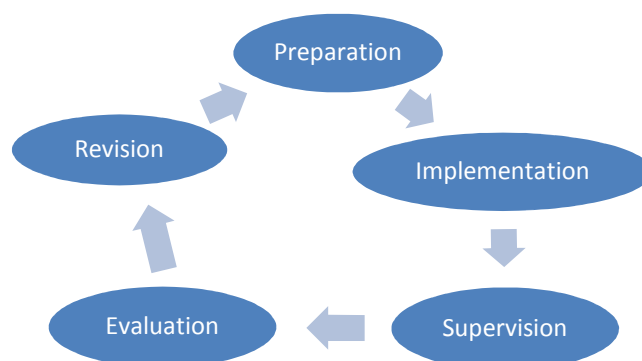 Preparation
Implementation
Supervision
Evaluation
Revision